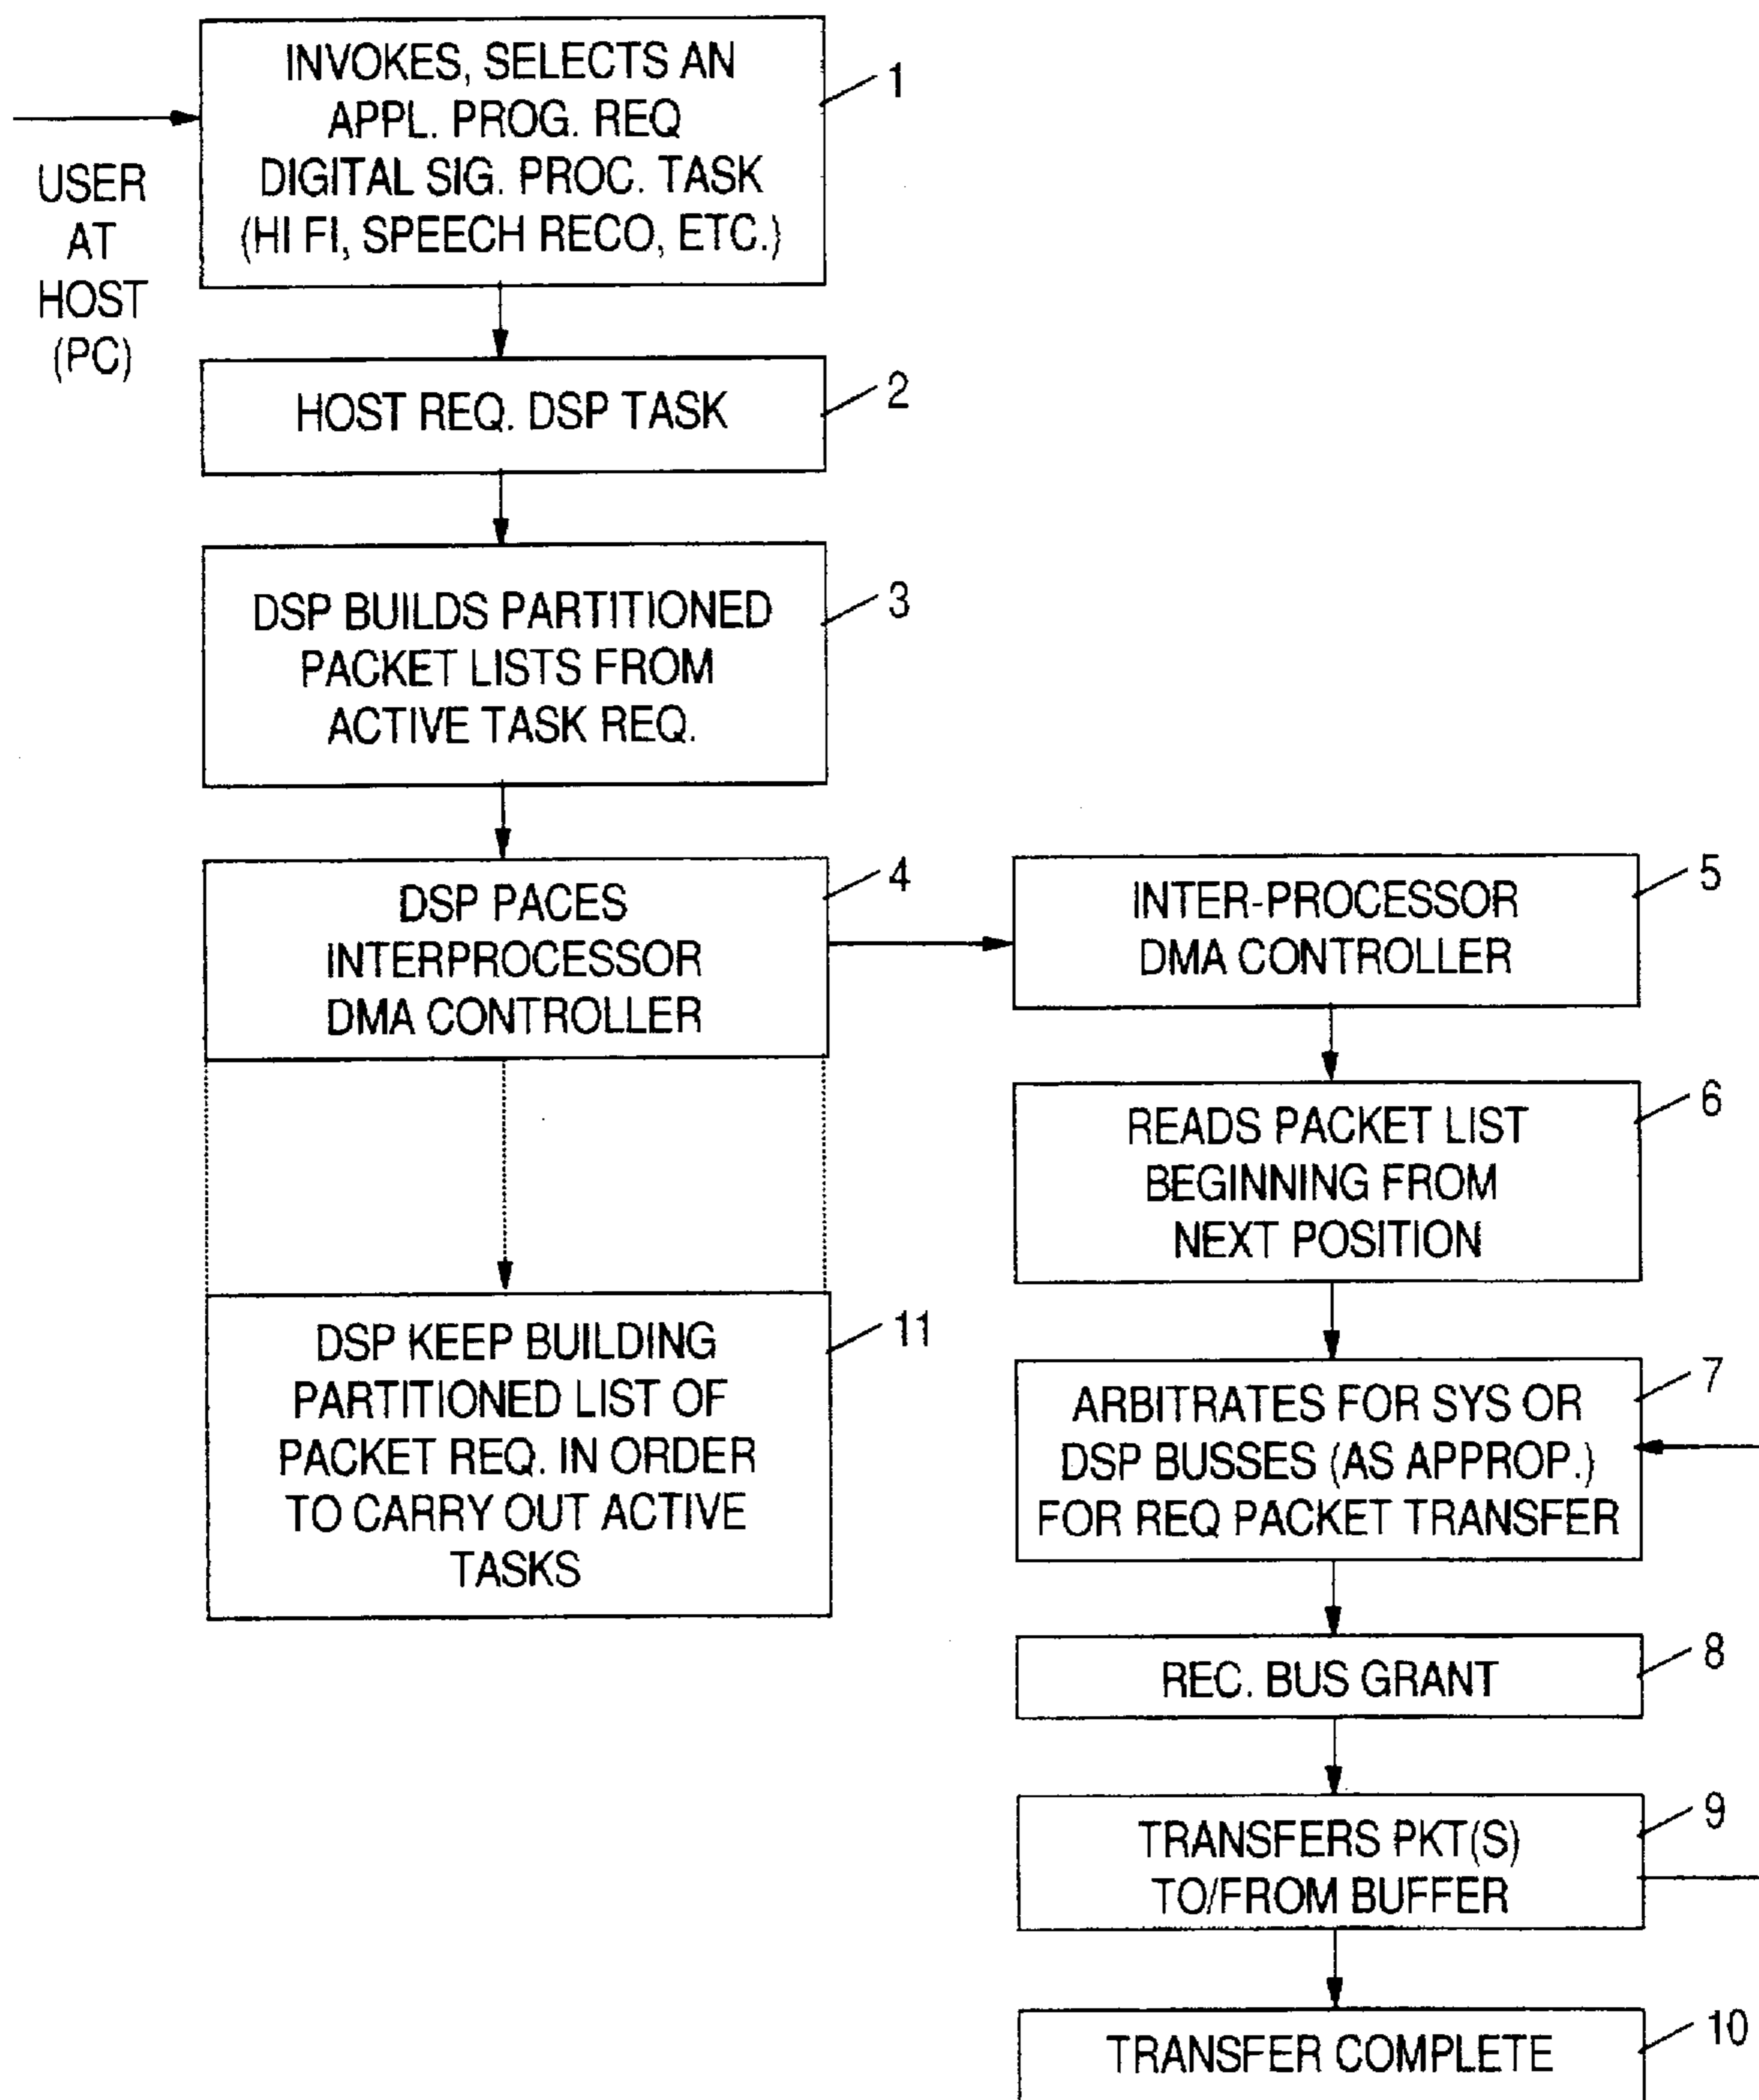 USER
AT
HOST
(PC)
INVOKES, SELECTS AN
APPL. PROG. REQ
DIGITAL SIG. PROC. TASK
(HI FI, SPEECH RECO, ETC.)
1
HOST REQ. DSP TASK
2
DSP BUILDS PARTITIONED
PACKET LISTS FROM
ACTIVE TASK REQ.
3
DSP PACES
INTERPROCESSOR
DMA CONTROLLER
4
INTER-PROCESSOR
DMA CONTROLLER
5
READS PACKET LIST
BEGINNING FROM
NEXT POSITION
6
ARBITRATES FOR SYS OR
DSP BUSSES (AS APPROP.)
FOR REQ PACKET TRANSFER
7
REC. BUS GRANT
8
TRANSFERS PKT(S)
TO/FROM BUFFER
9
TRANSFER COMPLETE
10
DSP KEEP BUILDING
PARTITIONED LIST OF
PACKET REQ. IN ORDER
TO CARRY OUT ACTIVE
TASKS
11